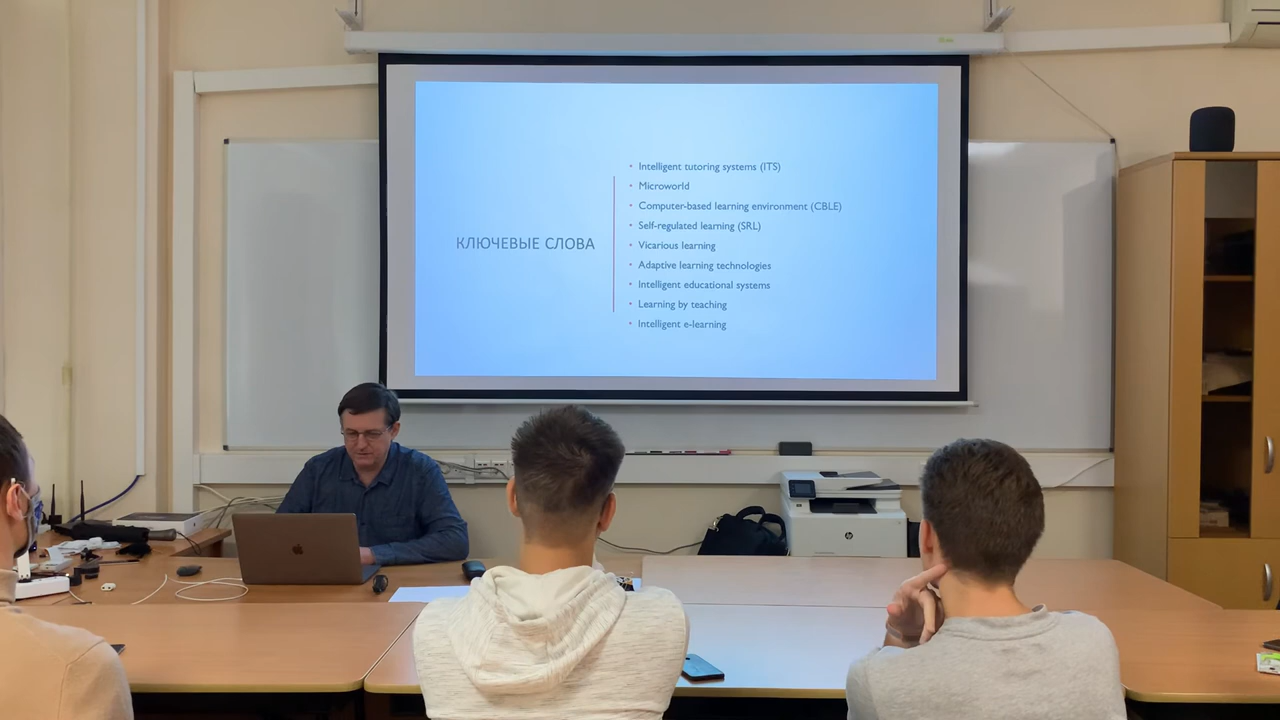 КЛЮЧЕВЫЕ СЛОВА
• Intelligent tutoring systems (ITS)
• Microworld
• Computer-based learning environment (CBLE)
• Self-regulated learning (SRL)
• Vicarious learning
• Adaptive learning technologies
• Intelligent educational systems
• Learning by teaching
• Intelligent e-learning
hp